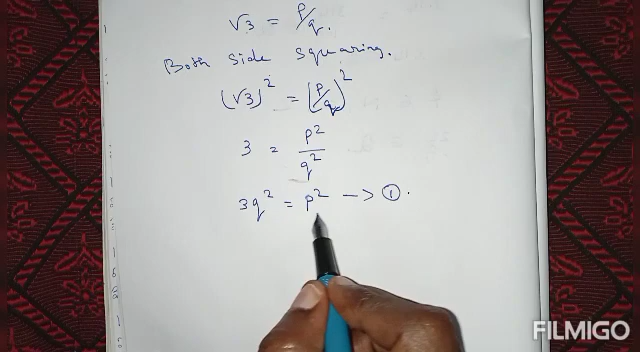 √3 = P/q.
Both side squaring.
(√3)² = (P/q)²
3 = P²/q²
3q² = P² —> ①.
FILMIGO